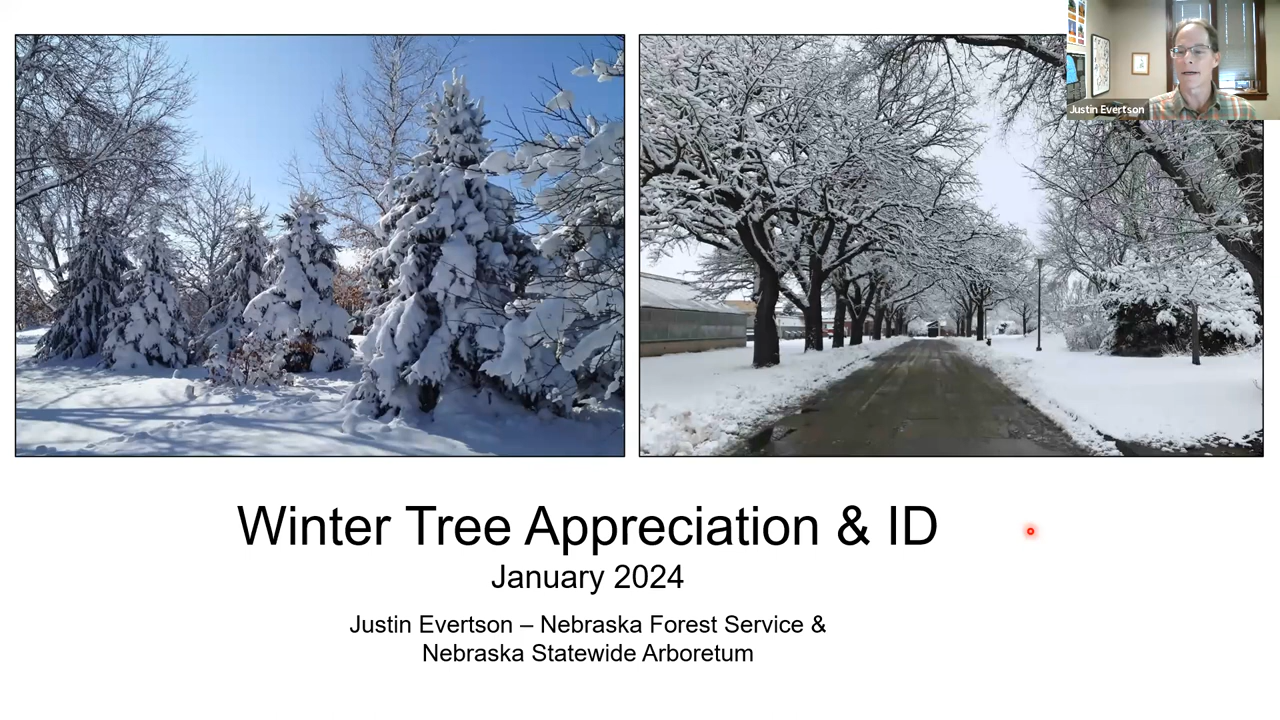 Justin Evertson
Winter Tree Appreciation & ID
January 2024
Justin Evertson – Nebraska Forest Service &
Nebraska Statewide Arboretum